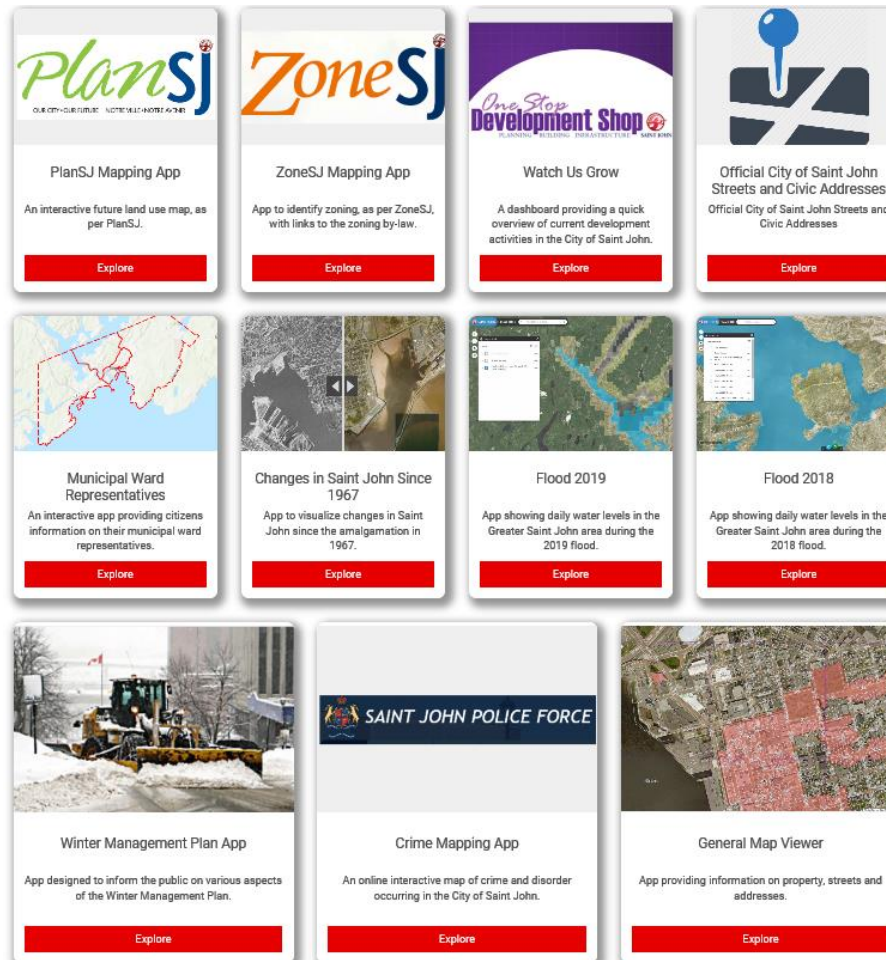 PlanSJ
OUR CITY•OUR FUTURE NOTRE VILLE•NOTRE AVENIR
ZoneSJ
One Stop
Development Shop
PLANNING BUILDING INFRASTRUCTURE
SAINT JOHN
PlanSJ Mapping App
An interactive future land use map, as
per PlanSJ.
Explore
ZoneSJ Mapping App
App to identify zoning, as per ZoneSJ,
with links to the zoning by-law.
Explore
Watch Us Grow
A dashboard providing a quick
overview of current development
activities in the City of Saint John.
Explore
Official City of Saint John
Streets and Civic Addresses
Official City of Saint John Streets and
Civic Addresses
Explore
Municipal Ward
Representatives
An interactive app providing citizens
information on their municipal ward
representatives.
Explore
Changes in Saint John Since
1967
App to visualize changes in Saint
John since the amalgamation in
1967.
Explore
Flood 2019
App showing daily water levels in the
Greater Saint John area during the
2019 flood.
Explore
Flood 2018
App showing daily water levels in the
Greater Saint John area during the
2018 flood.
Explore
Winter Management Plan App
App designed to inform the public on various aspects
of the Winter Management Plan.
Explore
SAINT JOHN POLICE FORCE
Crime Mapping App
An online interactive map of crime and disorder
occurring in the City of Saint John.
Explore
General Map Viewer
App providing information on property, streets and
addresses.
Explore